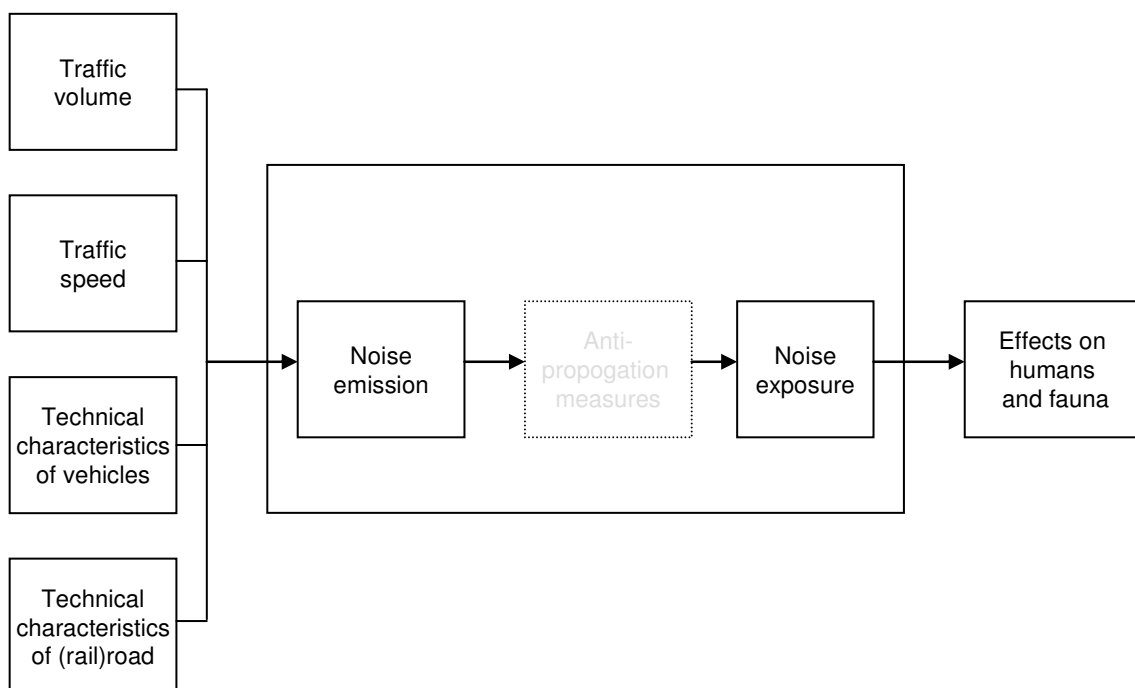 Traffic
volume
Traffic
speed
Technical
characteristics
of vehicles
Technical
characteristics
of (rail)road
Noise
emission
Anti-
propogation
measures
Noise
exposure
Effects on
humans
and fauna